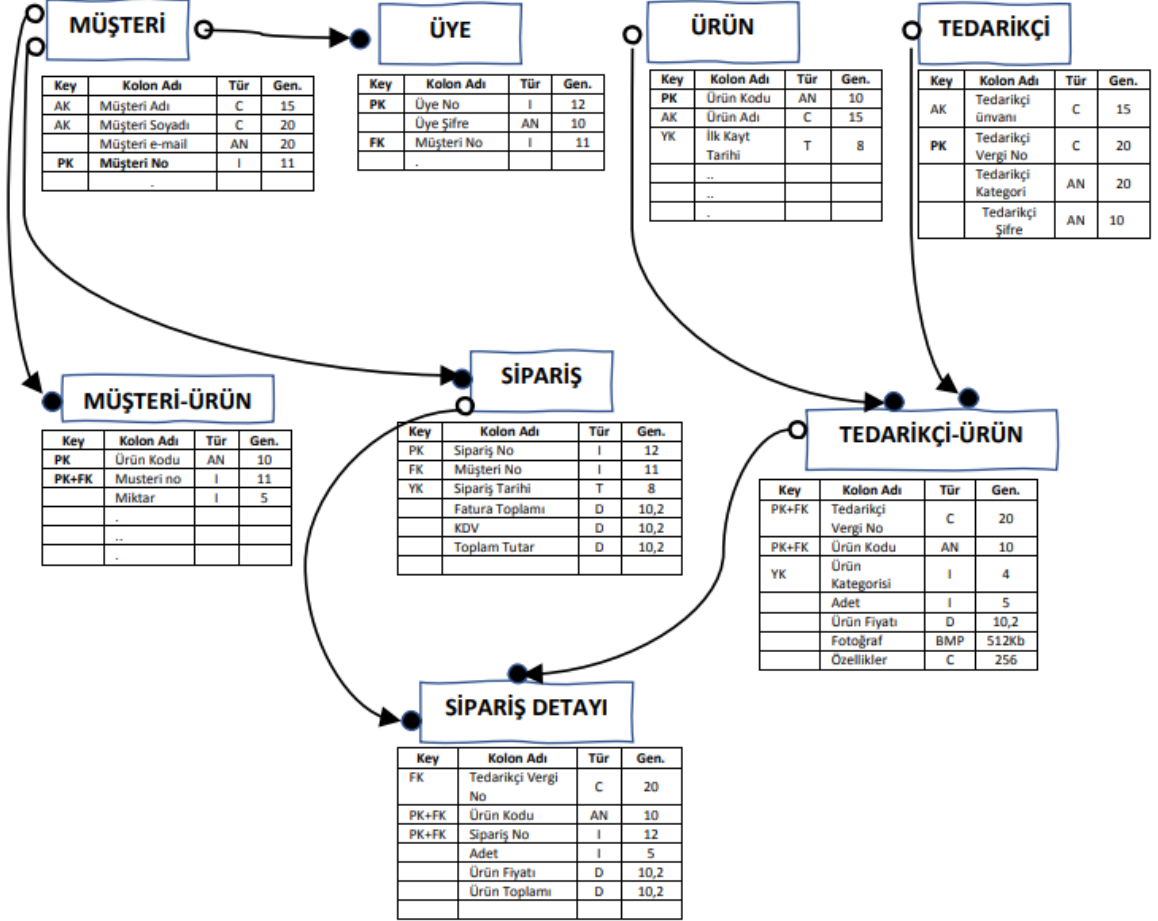 MÜŞTERİ
Key Kolon Adı Tür Gen.
AK Müşteri Adı C 15
AK Müşteri Soyadı C 20
Müşteri e-mail AN 20
PK Müşteri No I 11
.
ÜYE
Key Kolon Adı Tür Gen.
PK Üye No I 12
Üye Şifre AN 10
FK Müşteri No I 11
.
ÜRÜN
Key Kolon Adı Tür Gen.
PK Ürün Kodu AN 10
AK Ürün Adı C 15
YK İlk Kayt
Tarihi T 8
..
..
.
TEDARİKÇİ
Key Kolon Adı Tür Gen.
AK Tedarikçi
ünvanı C 15
PK Tedarikçi
Vergi No C 20
Tedarikçi
Kategori AN 20
Tedarikçi
Şifre AN 10
MÜŞTERİ-ÜRÜN
Key Kolon Adı Tür Gen.
PK Ürün Kodu AN 10
PK+FK Musteri no I 11
Miktar I 5
.
..
.
SİPARİŞ
Key Kolon Adı Tür Gen.
PK Sipariş No I 12
FK Müşteri No I 11
YK Sipariş Tarihi T 8
Fatura Toplamı D 10,2
KDV D 10,2
Toplam Tutar D 10,2
TEDARİKÇİ-ÜRÜN
Key Kolon Adı Tür Gen.
PK+FK Tedarikçi
Vergi No C 20
PK+FK Ürün Kodu AN 10
YK Ürün
Kategorisi I 4
Adet I 5
Ürün Fiyatı D 10,2
Fotoğraf BMP 512Kb
Özellikler C 256
SİPARİŞ DETAYI
Key Kolon Adı Tür Gen.
FK Tedarikçi Vergi
No C 20
PK+FK Ürün Kodu AN 10
PK+FK Sipariş No I 12
Adet I 5
Ürün Fiyatı D 10,2
Ürün Toplamı D 10,2